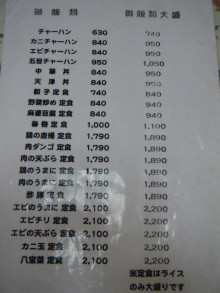 御飯類 御飯類大盛
チャーハン 630 740
カニチャーハン 840 950
エビチャーハン 840 950
五目チャーハン 950 1,050
中華丼 840 950
天津丼 840 950
餃子定食 740 840
野菜炒め定食 740 840
麻婆豆腐定食 740 840
春巻定食 1,000 1,100
鶏の唐揚定食 1,790 1,890
肉ダンゴ定食 1,790 1,890
肉の天ぷら定食 1,790 1,890
鶏のうまに定食 1,790 1,890
肉のうまに定食 1,790 1,890
酢豚定食 1,790 1,890
エビのうまに定食 2,100 2,200
エビチリ定食 2,100 2,200
エビの天ぷら定食 2,100 2,200
カニ玉定食 2,100 2,200
八宝菜定食 2,100 2,200
※定食はライス
のみ大盛りです